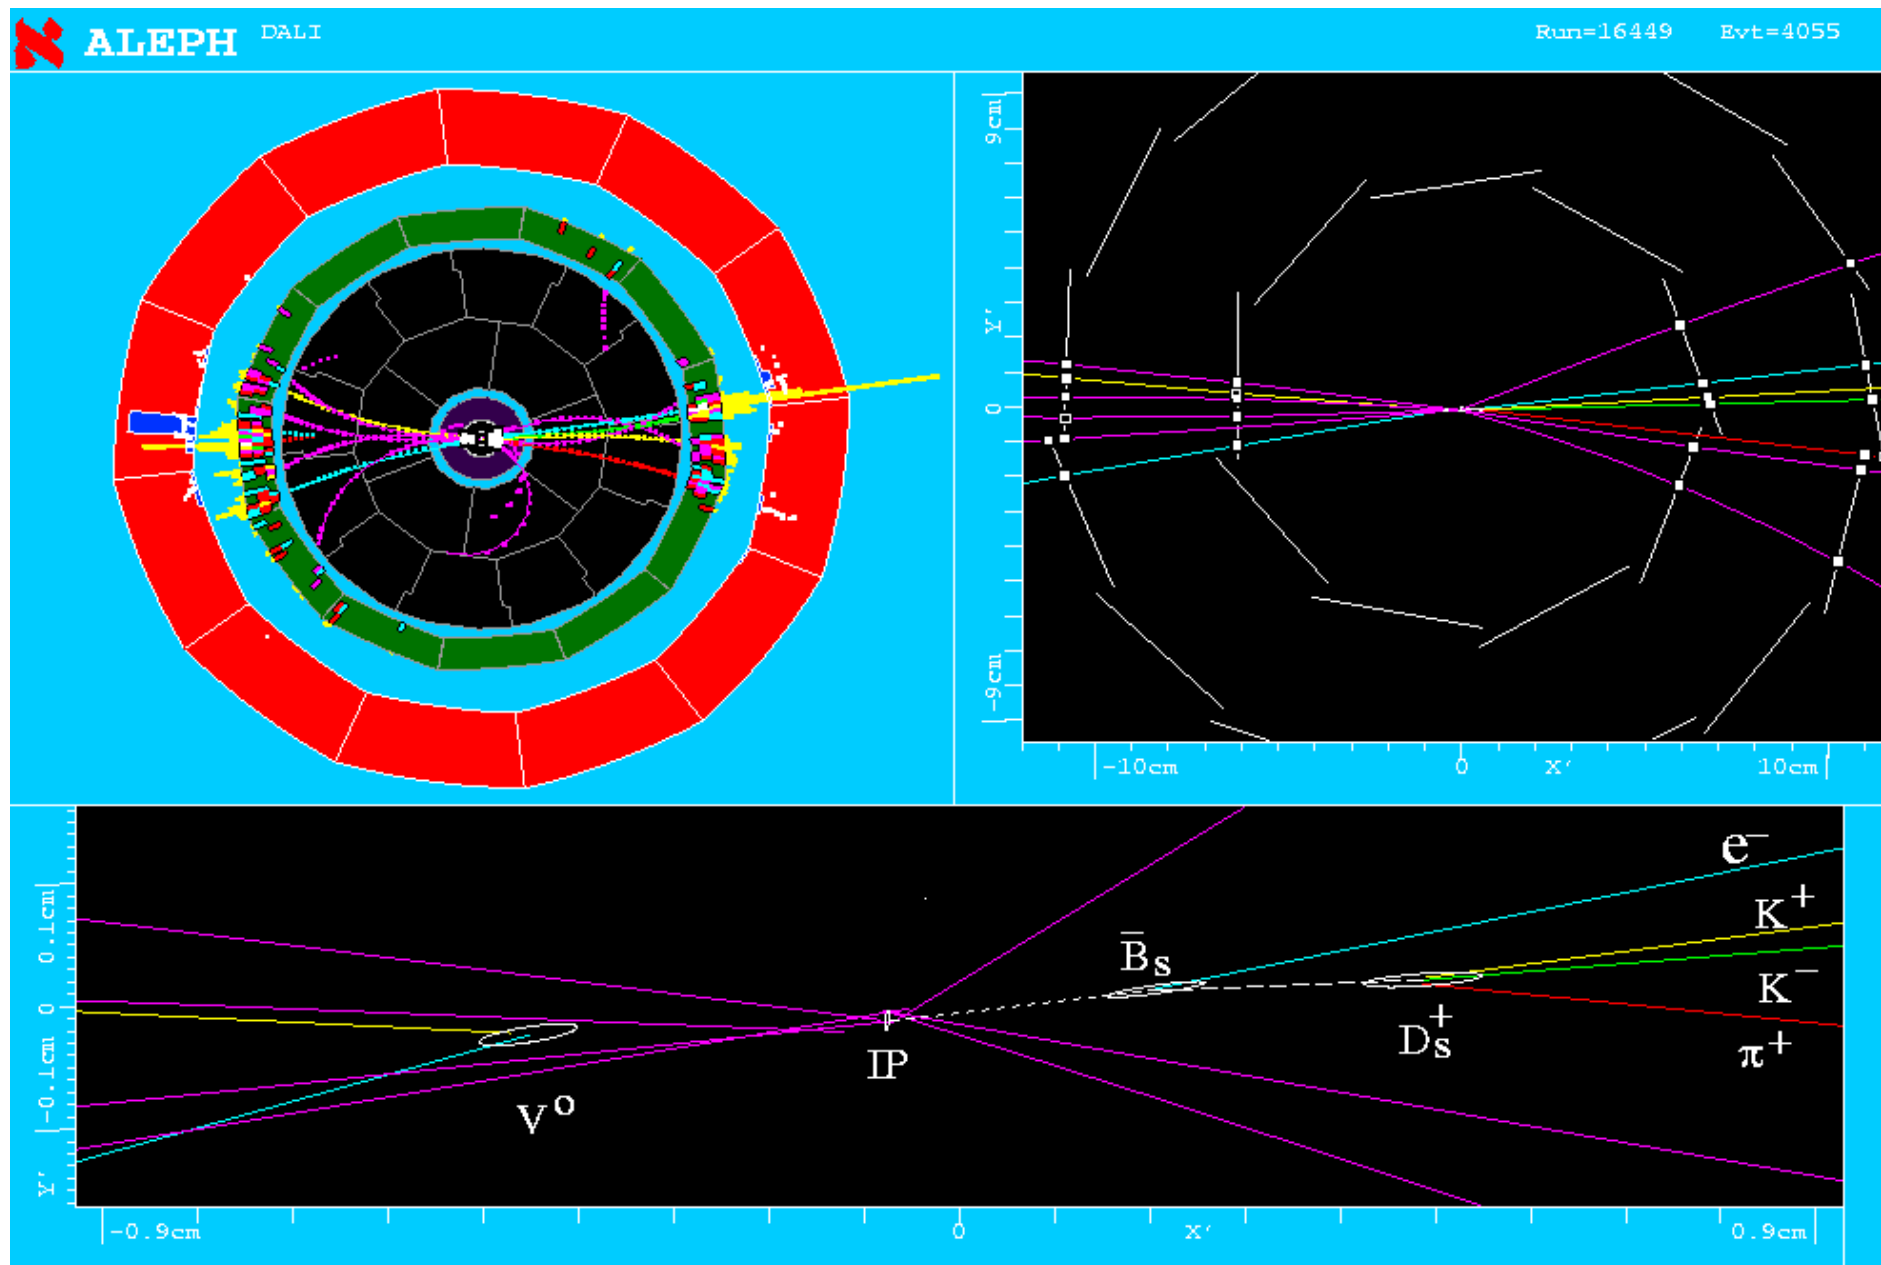 ALEPH DALI Run=16449 Evt=4055
9cm|
Y'
0
|-9cm
|-10cm 0 X' 10cm|
0.1cm|
0
|-0.1cm
Y'
e⁻
K⁺
B̅s
K⁻
Ds⁺
π⁺
IP
V⁰
|-0.9cm 0 X' 0.9cm|